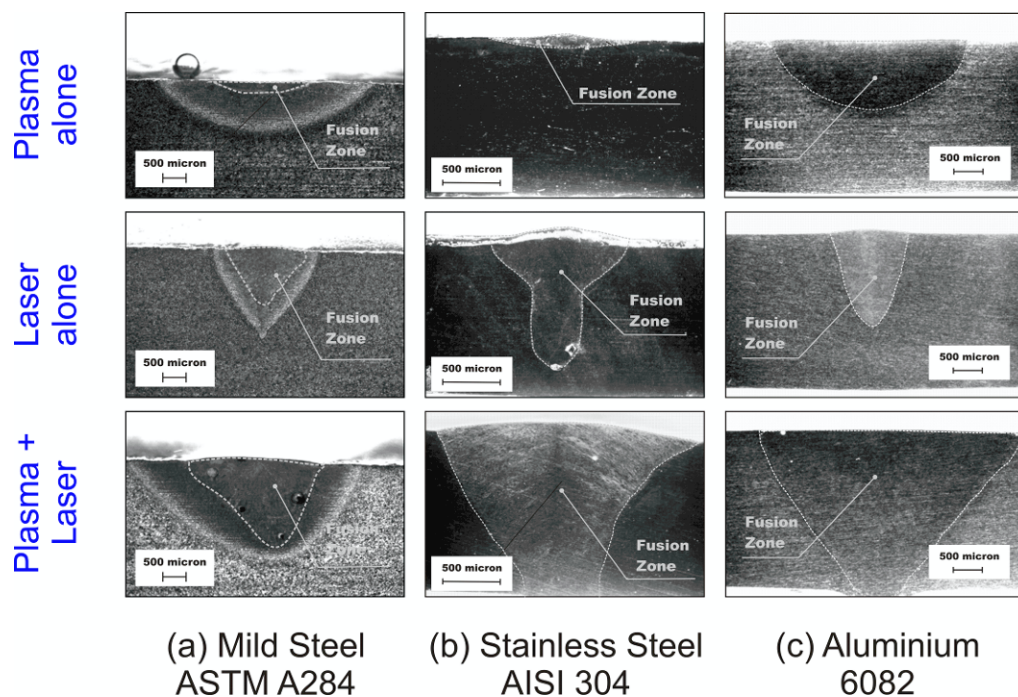 Plasma
alone
Fusion
Zone
500 micron
Fusion Zone
500 micron
Fusion
Zone
500 micron
Laser
alone
Fusion
Zone
500 micron
Fusion
Zone
500 micron
Fusion
Zone
500 micron
Plasma +
Laser
Fusion
Zone
500 micron
Fusion
Zone
500 micron
Fusion
Zone
500 micron
(a) Mild Steel
ASTM A284
(b) Stainless Steel
AISI 304
(c) Aluminium
6082